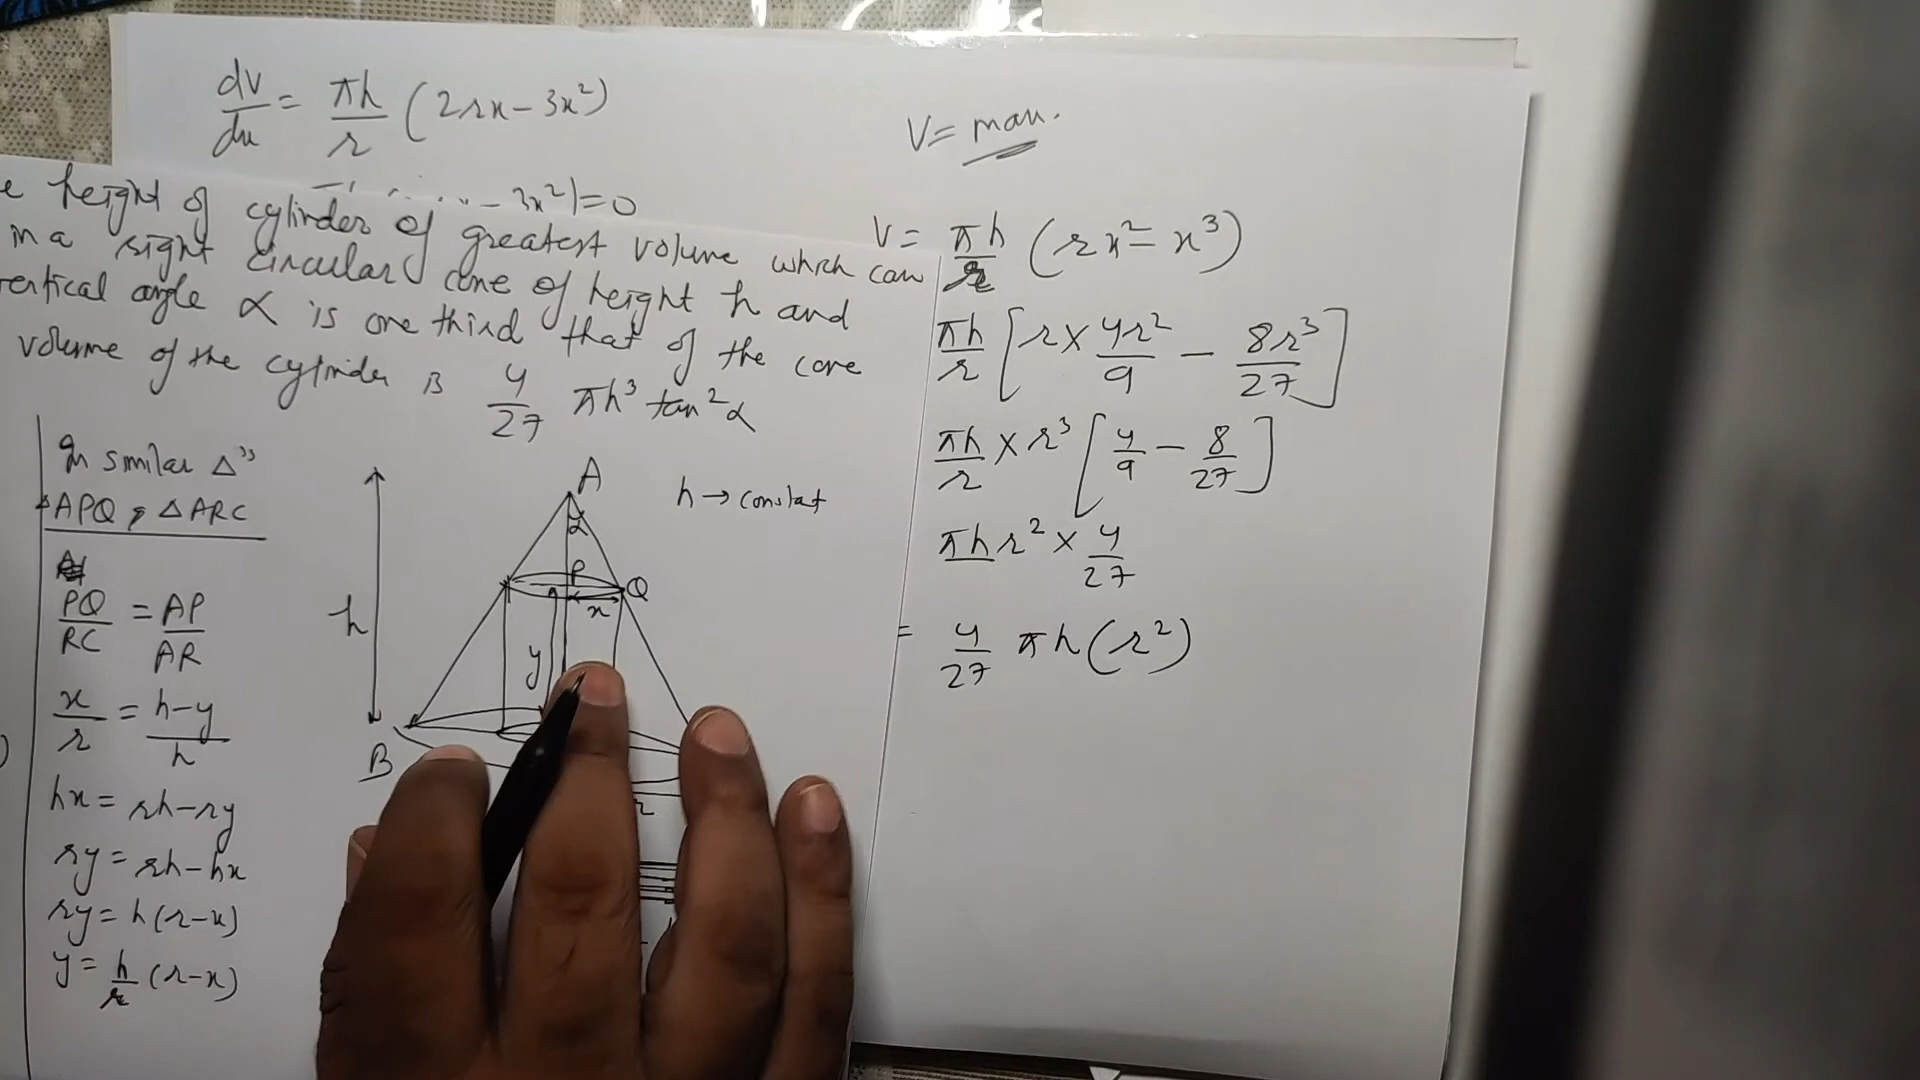 dv/dx = πh/r (2rx - 3x²)
- 3x²) = 0
e height of cylinder of greatest volume which can
in a right circular cone of height h and
vertical angle α is one third that of the cone
volume of the cylinder is 4/27 πh³ tan²α
In similar Δ's
APQ, ΔARC
PQ/RC = AP/AR
x/r = h-y/h
hx = rh - ry
ry = rh - hx
ry = h(r-x)
y = h/r (r-x)
A
α
h → constat
P
Q
x
h
y
B
r
V = max.
V = πh/r (rx² - x³)
πh/r [r × 4r²/9 - 8r³/27]
πh/r × r³ [4/9 - 8/27]
πhr² × 4/27
= 4/27 πh(r²)